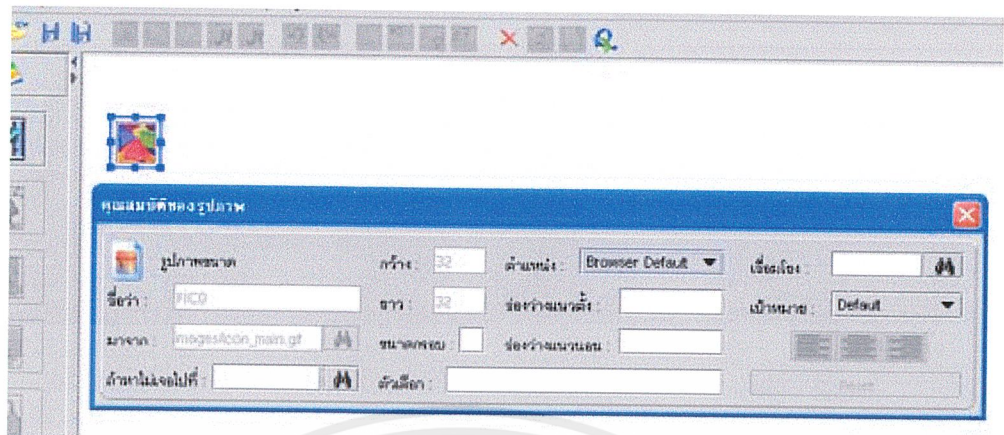 คุณสมบัติของรูปภาพ
รูปภาพขนาด กว้าง : 32 ตำแหน่ง : Browser Default เชื่อมโยง :
ชื่อว่า : PIC0 ยาว : 32 ช่องว่างแนวตั้ง : เป้าหมาย : Default
มาจาก : images/icon_main.gif ขนาดกรอบ : ช่องว่างแนวนอน :
ถ้าหาไม่เจอไปที่ : ตัวเลือก :